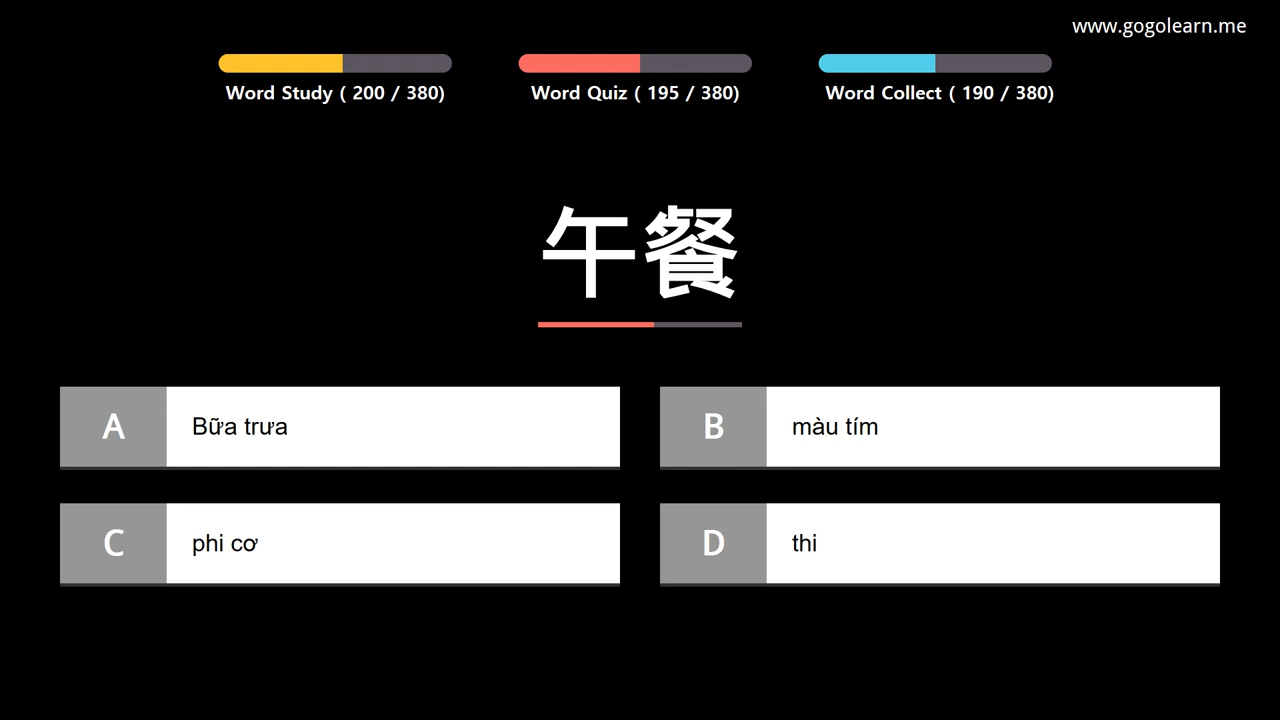 www.gogolearn.me
Word Study ( 200 / 380)
Word Quiz ( 195 / 380)
Word Collect ( 190 / 380)
午餐
A
Bữa trưa
B
màu tím
C
phi cơ
D
thi